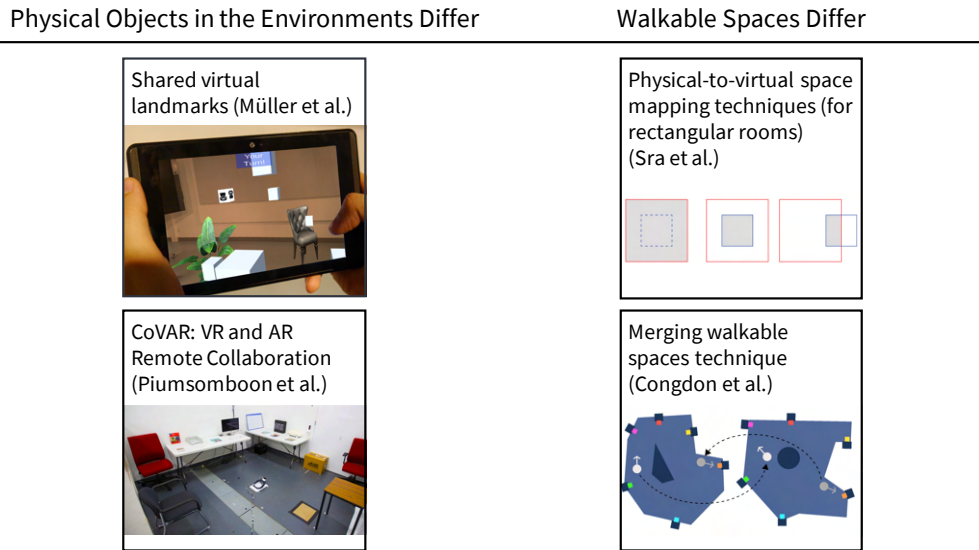 Physical Objects in the Environments Differ
Walkable Spaces Differ
Shared virtual
landmarks (Müller et al.)
Your
Turn!
Physical-to-virtual space
mapping techniques (for
rectangular rooms)
(Sra et al.)
CoVAR: VR and AR
Remote Collaboration
(Piumsomboon et al.)
Merging walkable
spaces technique
(Congdon et al.)